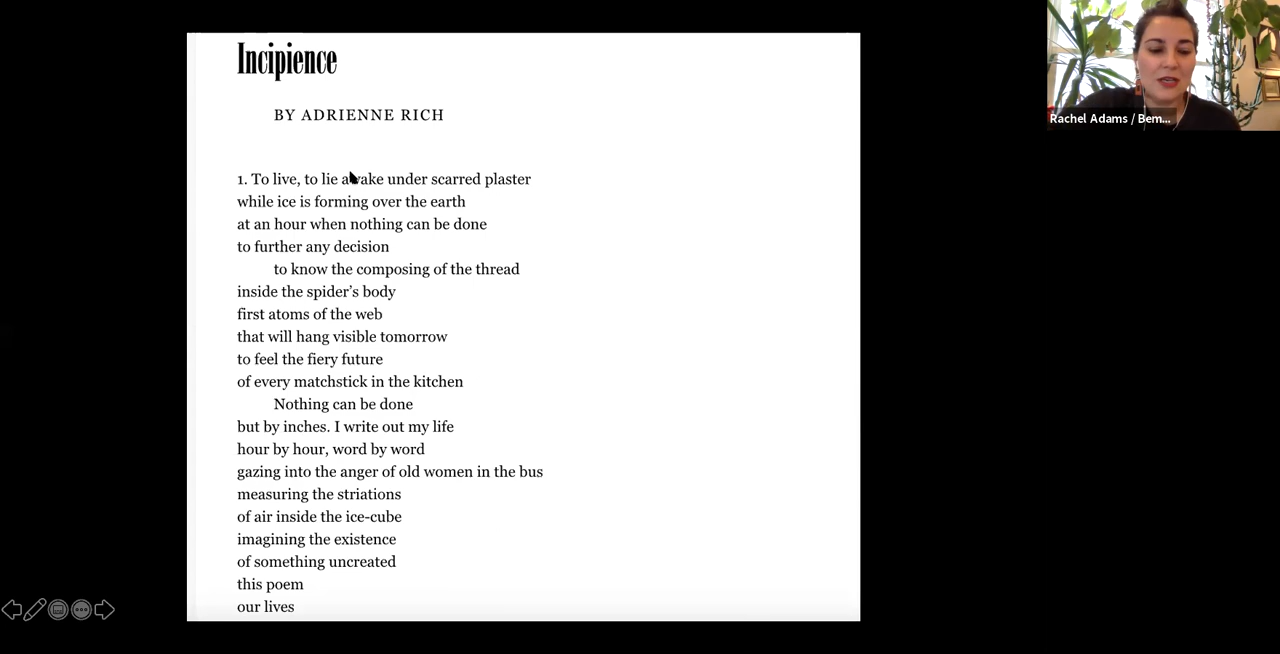 Incipience
BY ADRIENNE RICH
1. To live, to lie awake under scarred plaster
while ice is forming over the earth
at an hour when nothing can be done
to further any decision
to know the composing of the thread
inside the spider's body
first atoms of the web
that will hang visible tomorrow
to feel the fiery future
of every matchstick in the kitchen
Nothing can be done
but by inches. I write out my life
hour by hour, word by word
gazing into the anger of old women in the bus
measuring the striations
of air inside the ice-cube
imagining the existence
of something uncreated
this poem
our lives
Rachel Adams / Bem...